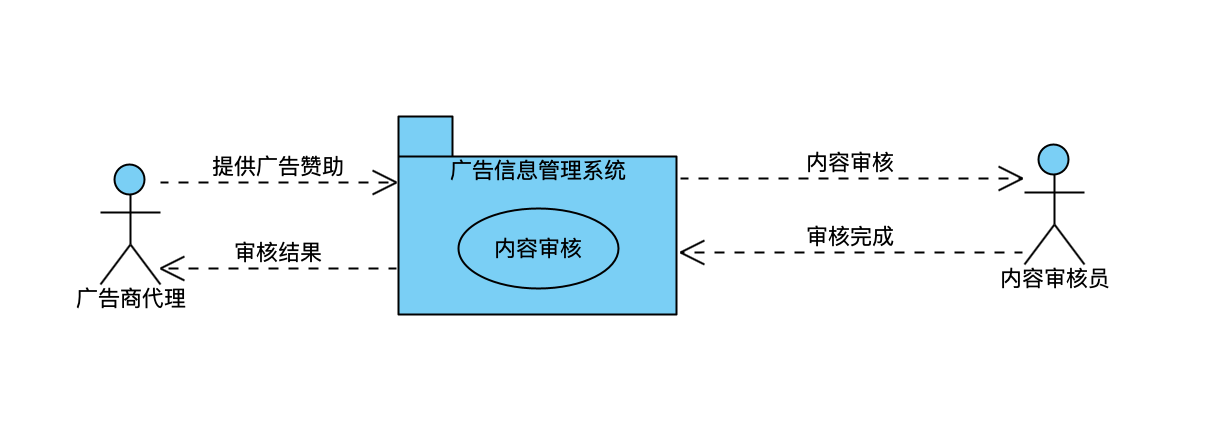 提供广告赞助
广告信息管理系统
内容审核
审核结果
内容审核
审核完成
广告商代理
内容审核员